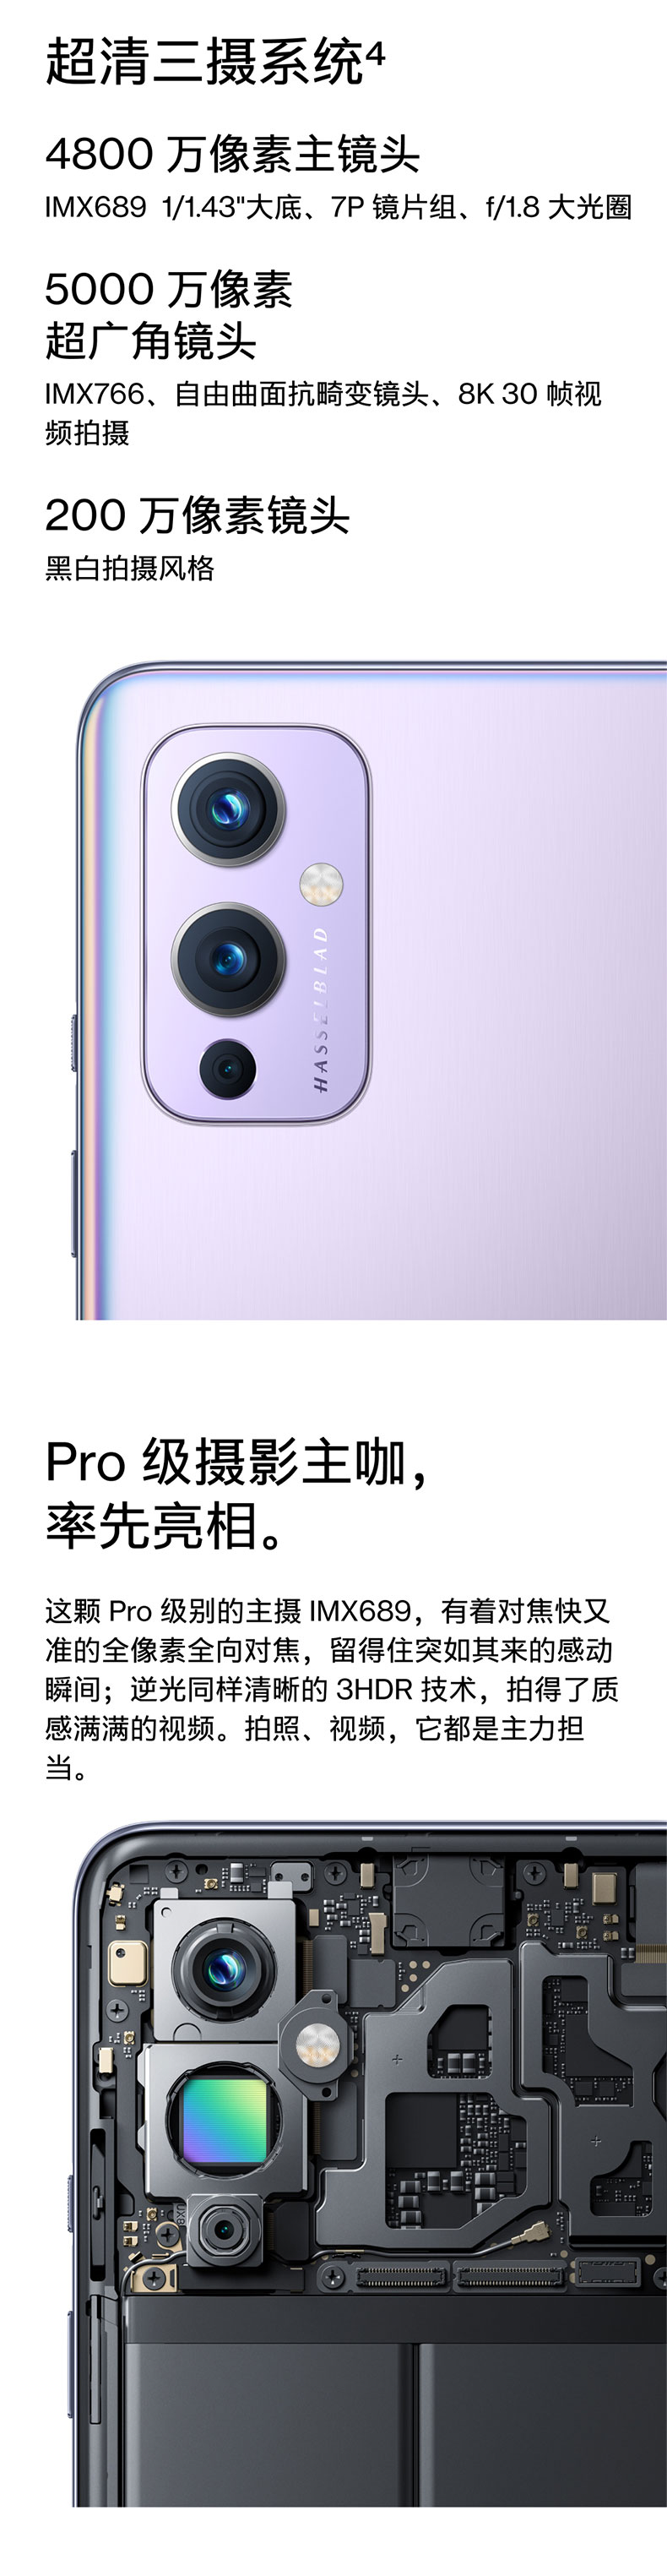 超清三摄系统4
4800 万像素主镜头
IMX689 1/1.43"大底、7P 镜片组、f/1.8 大光圈
5000 万像素
超广角镜头
IMX766、自由曲面抗畸变镜头、8K 30 帧视
频拍摄
200 万像素镜头
黑白拍摄风格
HASSELBLAD
Pro 级摄影主咖，
率先亮相。
这颗 Pro 级别的主摄 IMX689，有着对焦快又
准的全像素全向对焦，留得住突如其来的感动
瞬间；逆光同样清晰的 3HDR 技术，拍得了质
感满满的视频。拍照、视频，它都是主力担
当。